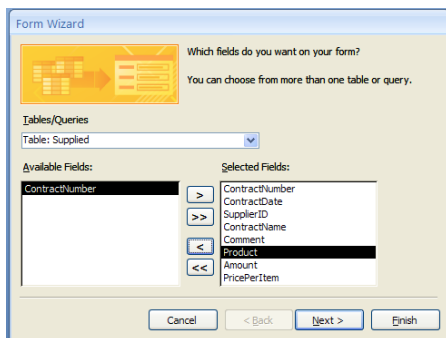 Form Wizard
Which fields do you want on your form?
You can choose from more than one table or query.
Tables/Queries
Table: Supplied
Available Fields:
Selected Fields:
ContractNumber
>
>>
<
<<
ContractNumber
ContractDate
SupplierID
ContractName
Comment
Product
Amount
PricePerItem
Cancel
< Back
Next >
Finish